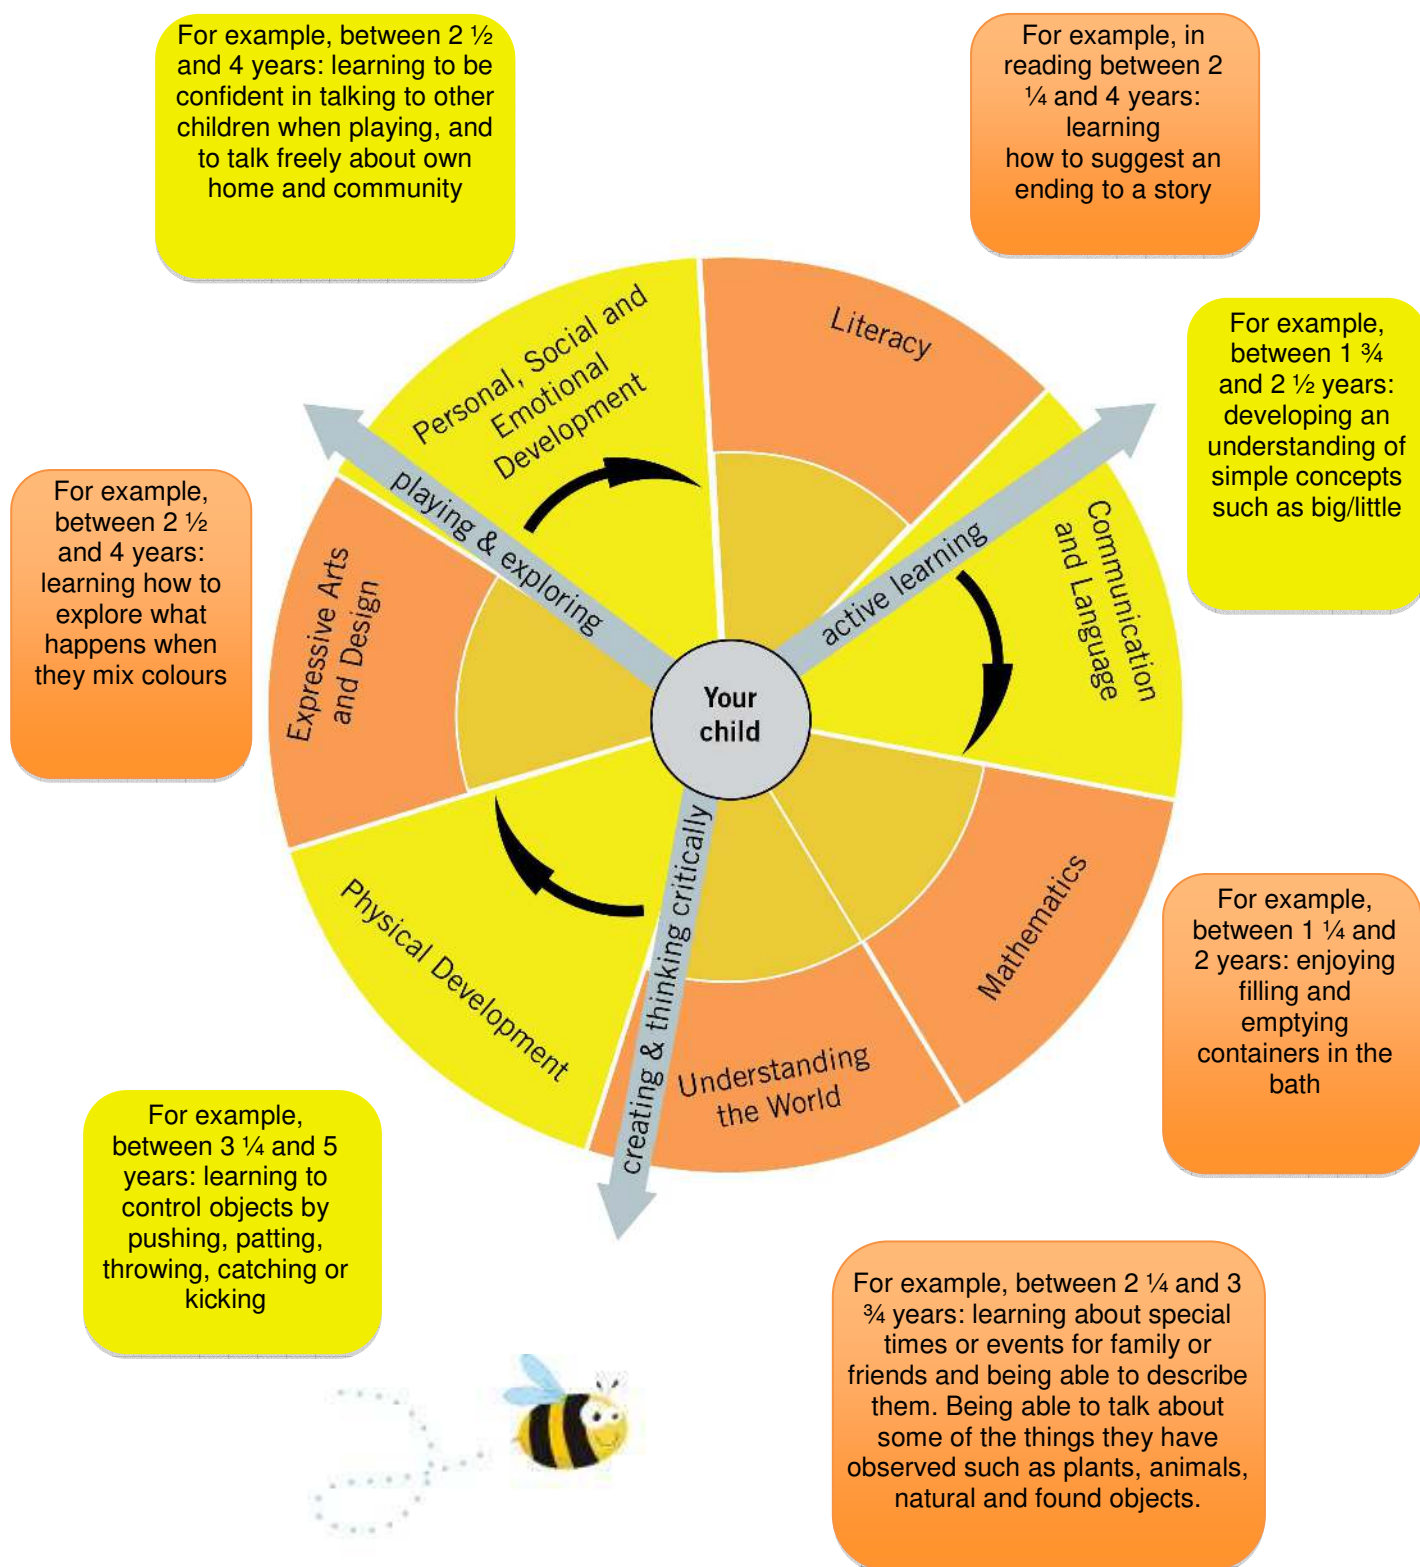 For example, between 2 ½
and 4 years: learning to be
confident in talking to other
children when playing, and
to talk freely about own
home and community
For example, in
reading between 2
¼ and 4 years:
learning
how to suggest an
ending to a story
For example,
between 1 ¾
and 2 ½ years:
developing an
understanding of
simple concepts
such as big/little
For example,
between 2 ½
and 4 years:
learning how to
explore what
happens when
they mix colours
Personal, Social and
Emotional
Development
Literacy
Communication
and Language
Mathematics
Understanding
the World
Physical Development
Expressive Arts
and Design
playing & exploring
active learning
creating & thinking critically
Your
child
For example,
between 1 ¼ and
2 years: enjoying
filling and
emptying
containers in the
bath
For example,
between 3 ¼ and 5
years: learning to
control objects by
pushing, patting,
throwing, catching or
kicking
For example, between 2 ¼ and 3
¾ years: learning about special
times or events for family or
friends and being able to describe
them. Being able to talk about
some of the things they have
observed such as plants, animals,
natural and found objects.